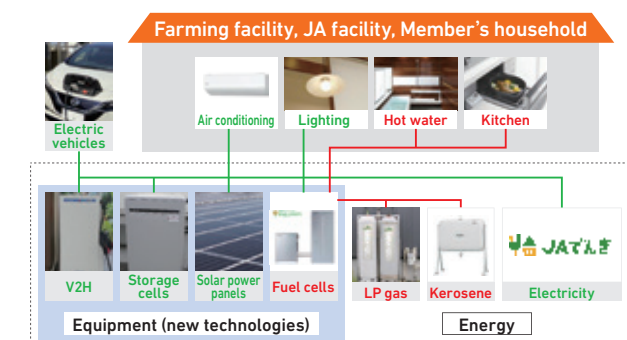 Farming facility, JA facility, Member's household
Electric
vehicles
Air conditioning
Lighting
Hot water
Kitchen
JAでんき
V2H
Storage
cells
Solar power
panels
Fuel cells
LP gas
Kerosene
Electricity
Equipment (new technologies)
Energy